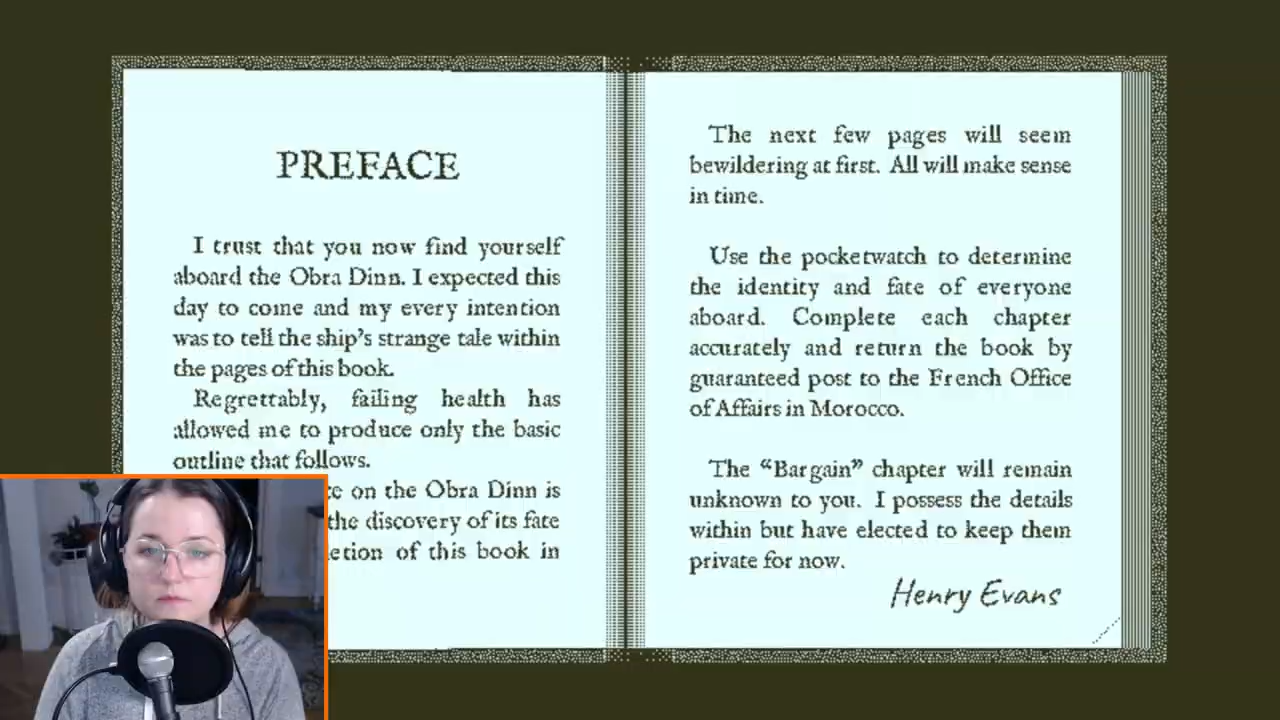 PREFACE
I trust that you now find yourself
aboard the Obra Dinn. I expected this
day to come and my every intention
was to tell the ship's strange tale within
the pages of this book.
Regrettably, failing health has
allowed me to produce only the basic
outline that follows.
on the Obra Dinn is
the discovery of its fate
of this book in
The next few pages will seem
bewildering at first. All will make sense
in time.
Use the pocketwatch to determine
the identity and fate of everyone
aboard. Complete each chapter
accurately and return the book by
guaranteed post to the French Office
of Affairs in Morocco.
The “Bargain” chapter will remain
unknown to you. I possess the details
within but have elected to keep them
private for now.
Henry Evans